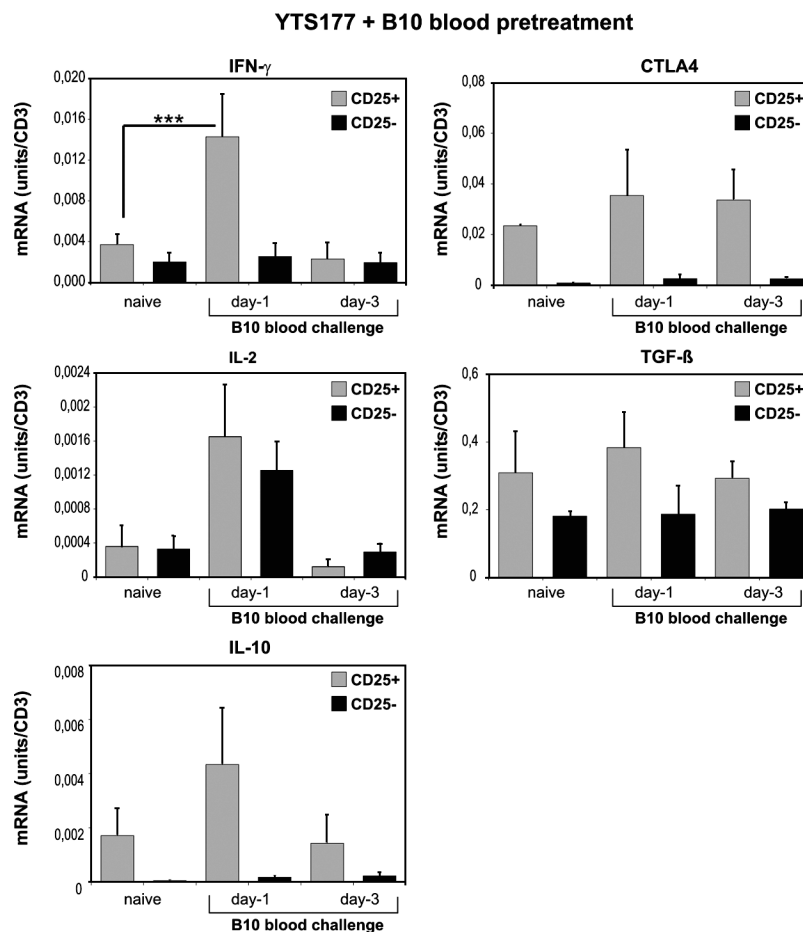 YTS177 + B10 blood pretreatment
IFN-γ
mRNA (units/CD3)
0,020
0,016
0,012
0,008
0,004
0,000
***
CD25+
CD25-
naive
day-1
day-3
B10 blood challenge
CTLA4
mRNA (units/CD3)
0,08
0,06
0,04
0,02
0
CD25+
CD25-
naive
day-1
day-3
B10 blood challenge
IL-2
mRNA (units/CD3)
0,0024
0,002
0,0016
0,0012
0,0008
0,0004
0
CD25+
CD25-
naive
day-1
day-3
B10 blood challenge
TGF-ß
mRNA (units/CD3)
0,6
0,4
0,2
0
CD25+
CD25-
naive
day-1
day-3
B10 blood challenge
IL-10
mRNA (units/CD3)
0,008
0,006
0,004
0,002
0
CD25+
CD25-
naive
day-1
day-3
B10 blood challenge